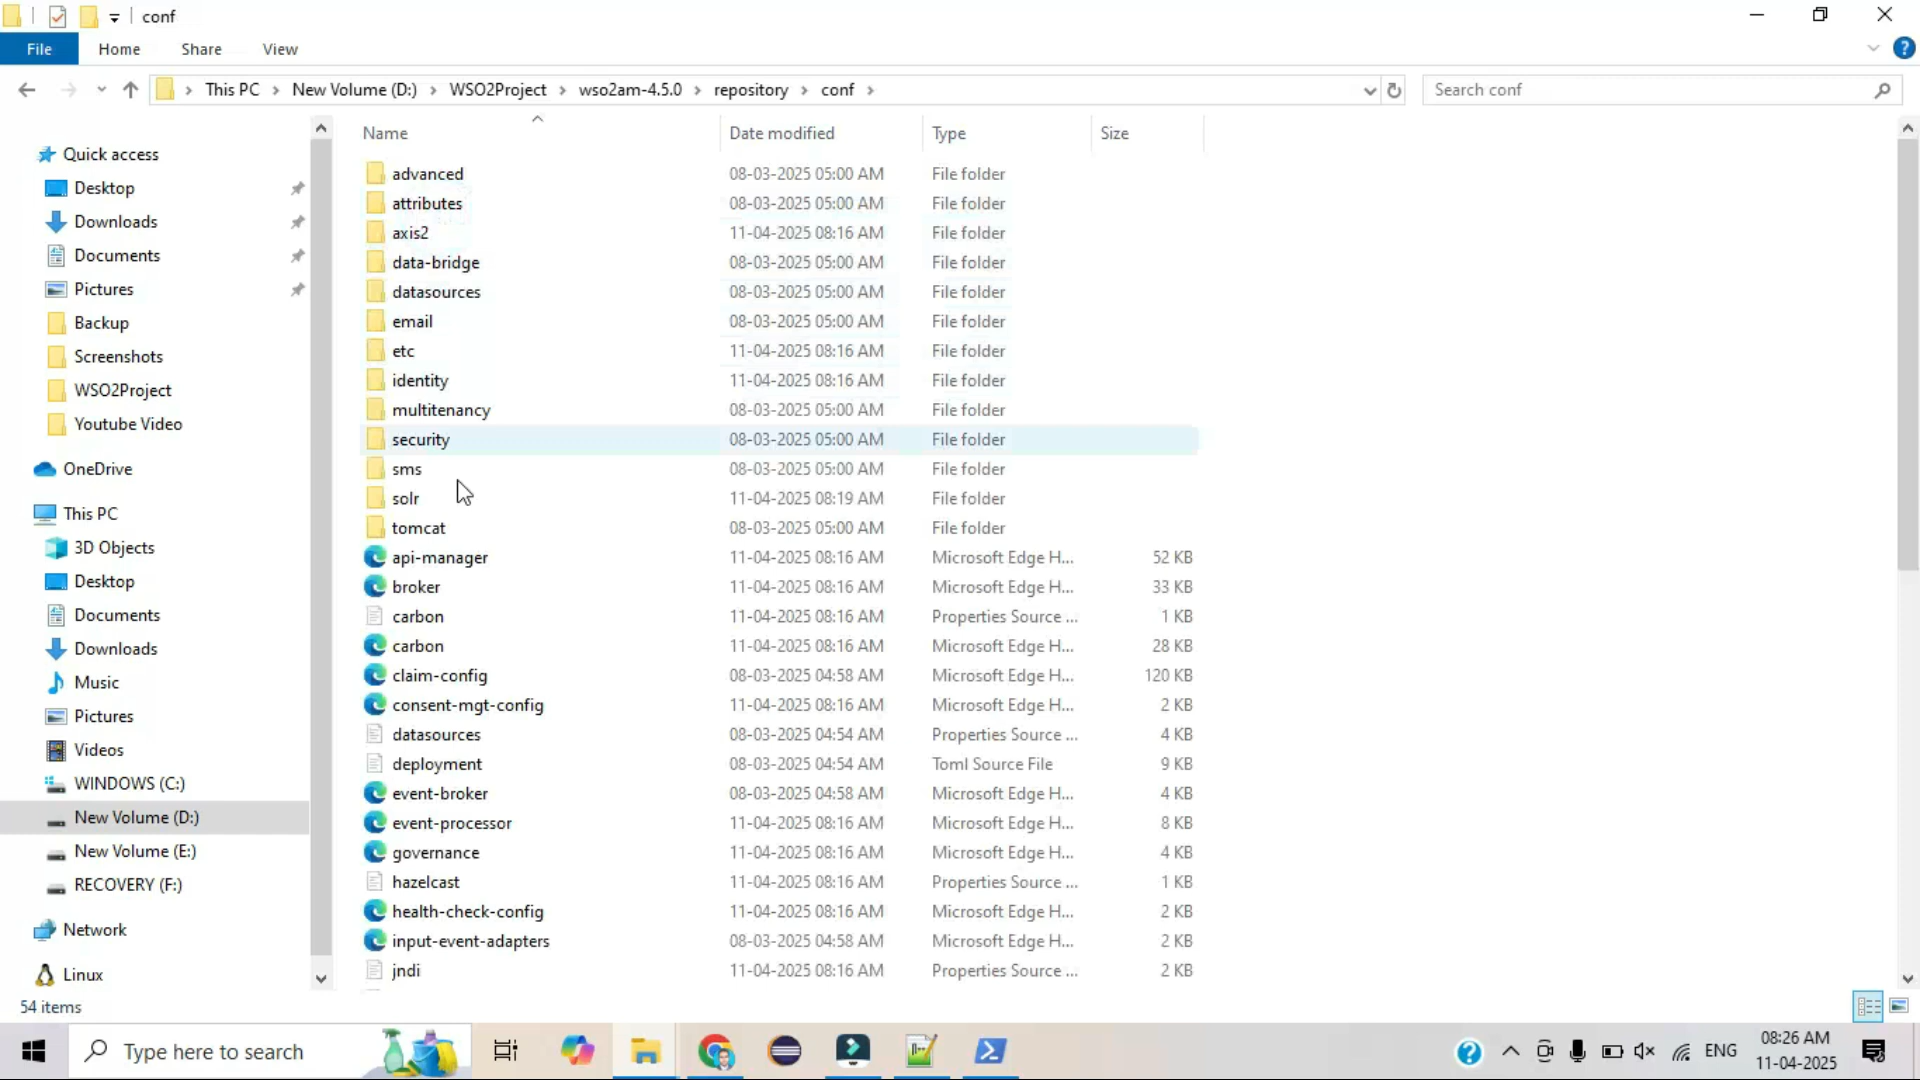 conf
File Home Share View
This PC New Volume (D:) WSO2Project wso2am-4.5.0 repository conf
Search conf
Name Date modified Type Size
Quick access
Desktop
Downloads
Documents
Pictures
Backup
Screenshots
WSO2Project
Youtube Video
OneDrive
This PC
3D Objects
Desktop
Documents
Downloads
Music
Pictures
Videos
WINDOWS (C:)
New Volume (D:)
New Volume (E:)
RECOVERY (F:)
Network
Linux
advanced 08-03-2025 05:00 AM File folder
attributes 08-03-2025 05:00 AM File folder
axis2 11-04-2025 08:16 AM File folder
data-bridge 08-03-2025 05:00 AM File folder
datasources 08-03-2025 05:00 AM File folder
email 08-03-2025 05:00 AM File folder
etc 11-04-2025 08:16 AM File folder
identity 11-04-2025 08:16 AM File folder
multitenancy 08-03-2025 05:00 AM File folder
security 08-03-2025 05:00 AM File folder
sms 08-03-2025 05:00 AM File folder
solr 11-04-2025 08:19 AM File folder
tomcat 08-03-2025 05:00 AM File folder
api-manager 11-04-2025 08:16 AM Microsoft Edge H... 52 KB
broker 11-04-2025 08:16 AM Microsoft Edge H... 33 KB
carbon 11-04-2025 08:16 AM Properties Source ... 1 KB
carbon 11-04-2025 08:16 AM Microsoft Edge H... 28 KB
claim-config 08-03-2025 04:58 AM Microsoft Edge H... 120 KB
consent-mgt-config 11-04-2025 08:16 AM Microsoft Edge H... 2 KB
datasources 08-03-2025 04:54 AM Properties Source ... 4 KB
deployment 08-03-2025 04:54 AM Toml Source File 9 KB
event-broker 08-03-2025 04:58 AM Microsoft Edge H... 4 KB
event-processor 11-04-2025 08:16 AM Microsoft Edge H... 8 KB
governance 11-04-2025 08:16 AM Microsoft Edge H... 4 KB
hazelcast 11-04-2025 08:16 AM Properties Source ... 1 KB
health-check-config 11-04-2025 08:16 AM Microsoft Edge H... 2 KB
input-event-adapters 08-03-2025 04:58 AM Microsoft Edge H... 2 KB
jndi 11-04-2025 08:16 AM Properties Source ... 2 KB
54 items
Type here to search
ENG
08:26 AM
11-04-2025